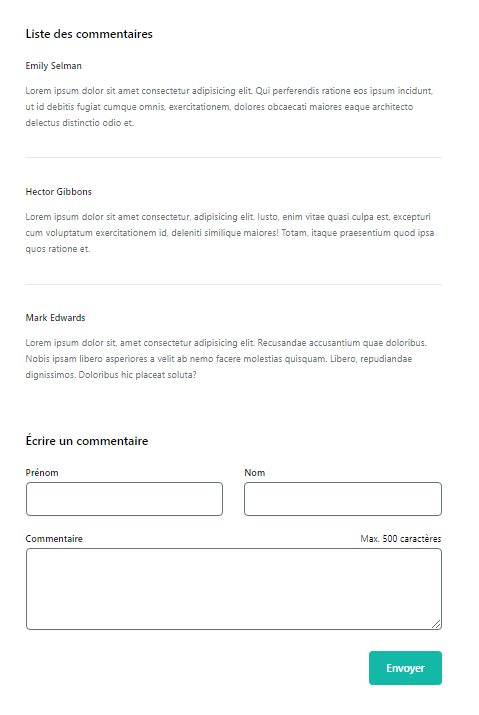 Liste des commentaires
Emily Selman
Lorem ipsum dolor sit amet consectetur adipisicing elit. Qui perferendis ratione eos ipsum incidunt,
ut id debitis fugiat cumque omnis, exercitationem, dolores obcaecati maiores eaque architecto
delectus distinctio odio et.
Hector Gibbons
Lorem ipsum dolor sit amet consectetur, adipisicing elit. Iusto, enim vitae quasi culpa est, excepturi
cum voluptatum exercitationem id, deleniti similique maiores! Totam, itaque praesentium quod ipsa
quos ratione et.
Mark Edwards
Lorem ipsum dolor sit, amet consectetur adipisicing elit. Recusandae accusantium quae doloribus.
Nobis ipsam libero asperiores a velit ab nemo facere molestias quisquam. Libero, repudiandae
dignissimos. Doloribus hic placeat soluta?
Écrire un commentaire
Prénom Nom
Commentaire Max. 500 caractères
Envoyer